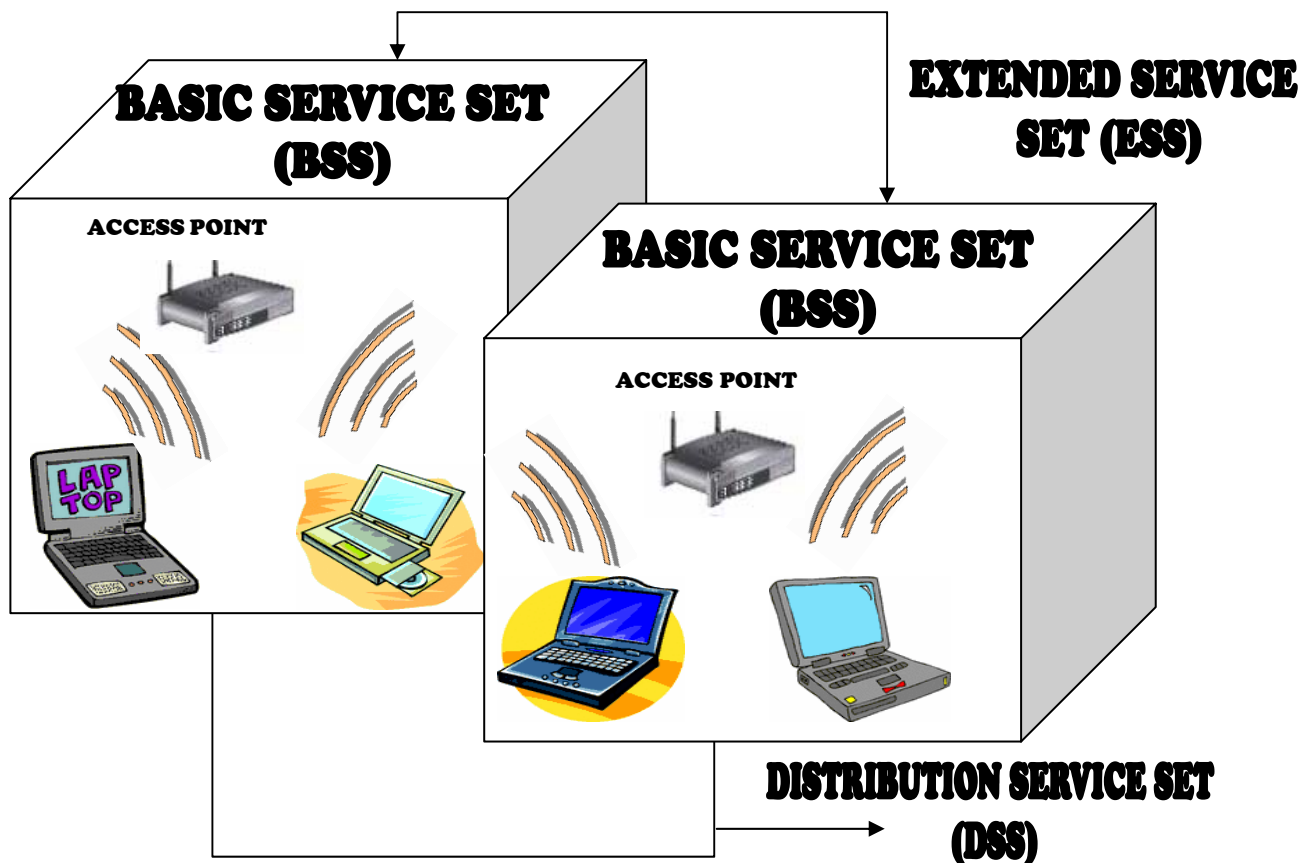 BASIC SERVICE SET
(BSS)
EXTENDED SERVICE
SET (ESS)
ACCESS POINT
BASIC SERVICE SET
(BSS)
ACCESS POINT
LAP
TOP
DISTRIBUTION SERVICE SET
(DSS)